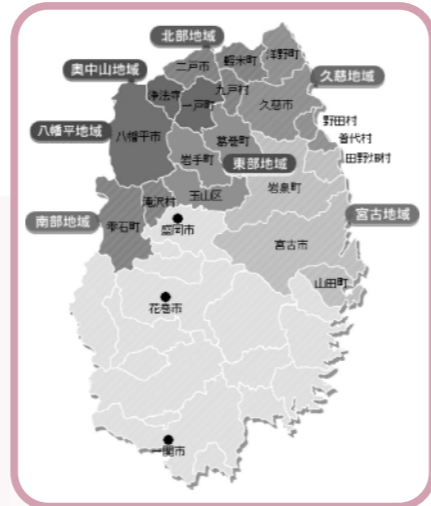 北部地域
洋野町
軽米町
二戸市
奥中山地域
九戸村
久慈地域
浄法寺
一戸町
久慈市
野田村
八幡平地域
八幡平市
葛巻町
普代村
岩手町
東部地域
田野畑村
玉山区
岩泉町
滝沢村
南部地域
雫石町
盛岡市
宮古地域
宮古市
山田町
花巻市
一関市